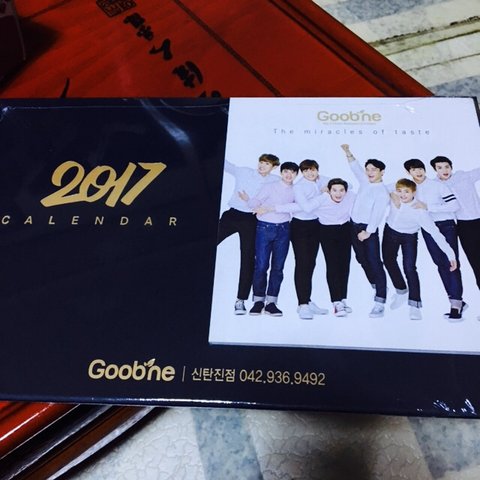 2017
CALENDAR
Goobne
The miracles of taste
Goobne | 신탄진점 042.936.9492